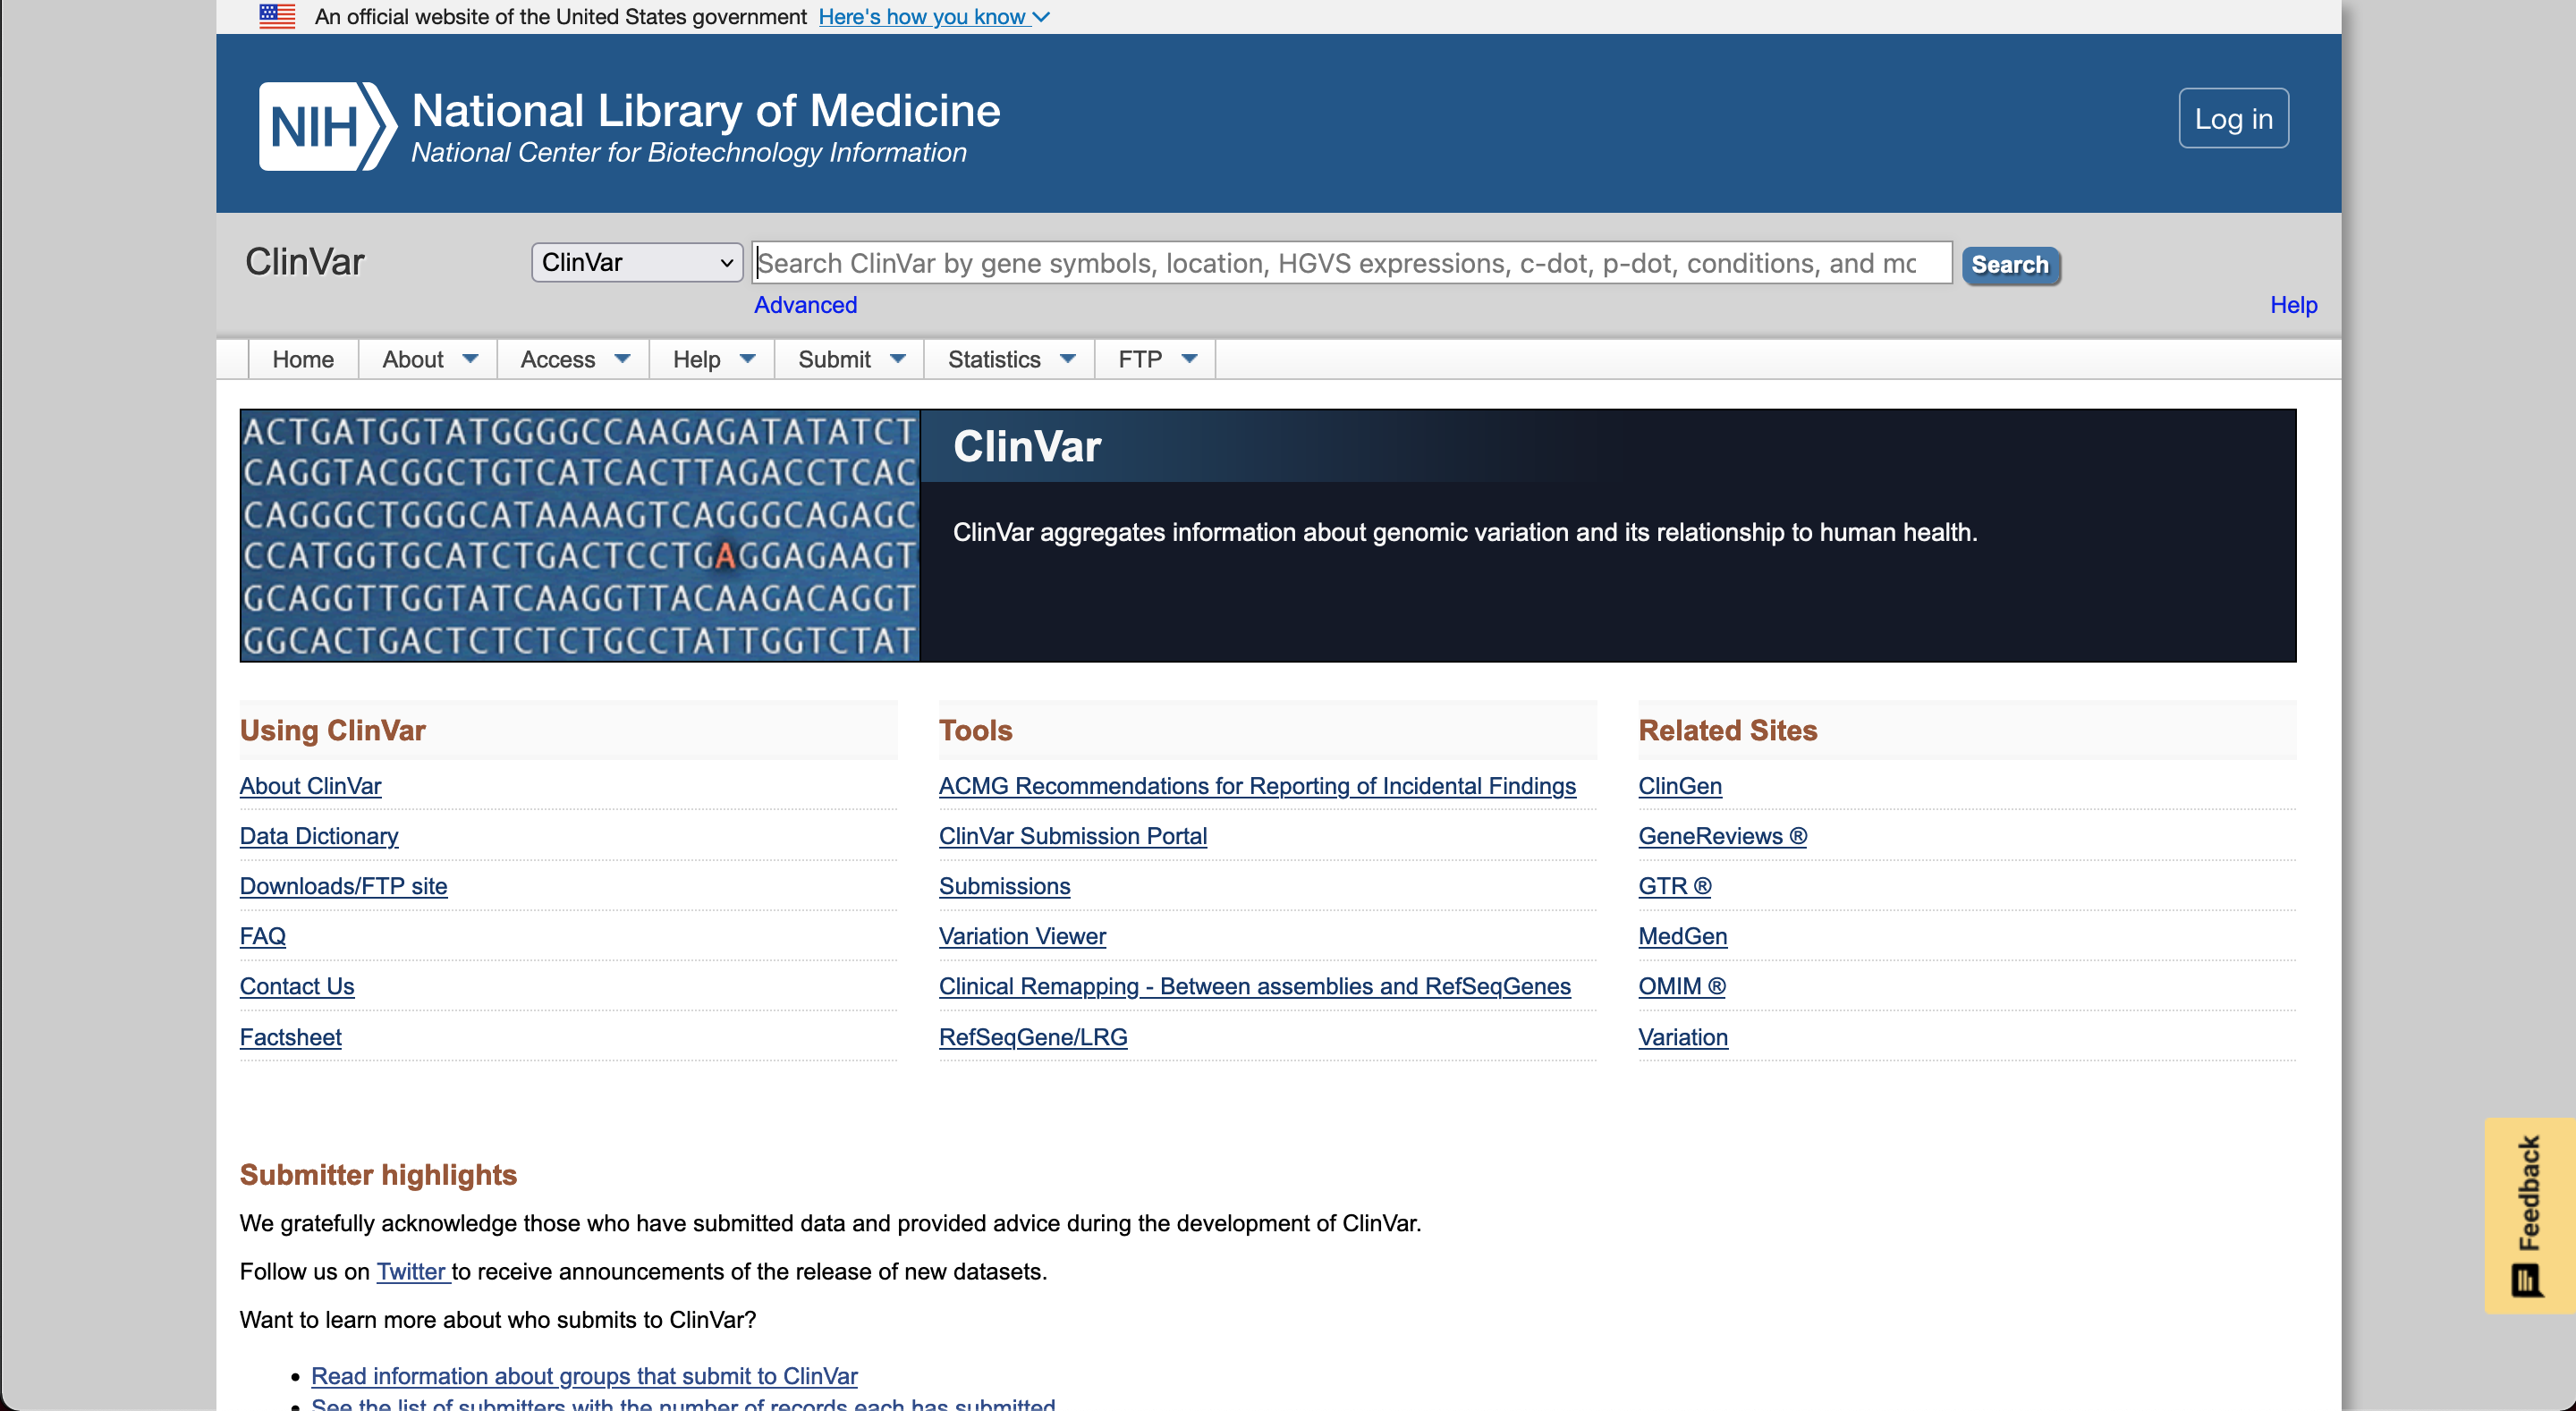 An official website of the United States government Here's how you know
NIH National Library of Medicine
National Center for Biotechnology Information
Log in
ClinVar
ClinVar
Search ClinVar by gene symbols, location, HGVS expressions, c-dot, p-dot, conditions, and mc
Search
Advanced
Help
Home About Access Help Submit Statistics FTP
ACTGATGGTATGGGGCCAAGAGATATATCT
CAGGTACGGCTGTCATCACTTAGACCTCAC
CAGGGCTGGGCATAAAAGTCAGGGCAGAGC
CCATGGTGCATCTGACTCCTGAGGAGAAGT
GCAGGTTGGTATCAAGGTTACAAGACAGGT
GGCACTGACTCTCTCTGCCTATTGGTCTAT
ClinVar
ClinVar aggregates information about genomic variation and its relationship to human health.
Using ClinVar
About ClinVar
Data Dictionary
Downloads/FTP site
FAQ
Contact Us
Factsheet
Tools
ACMG Recommendations for Reporting of Incidental Findings
ClinVar Submission Portal
Submissions
Variation Viewer
Clinical Remapping - Between assemblies and RefSeqGenes
RefSeqGene/LRG
Related Sites
ClinGen
GeneReviews ®
GTR ®
MedGen
OMIM ®
Variation
Submitter highlights
We gratefully acknowledge those who have submitted data and provided advice during the development of ClinVar.
Follow us on Twitter to receive announcements of the release of new datasets.
Want to learn more about who submits to ClinVar?
Read information about groups that submit to ClinVar
See the list of submitters with the number of records each has submitted
Feedback